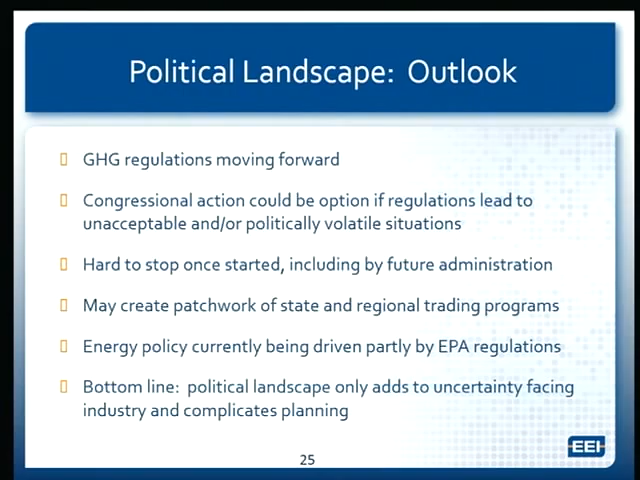 Political Landscape: Outlook
GHG regulations moving forward
Congressional action could be option if regulations lead to
unacceptable and/or politically volatile situations
Hard to stop once started, including by future administration
May create patchwork of state and regional trading programs
Energy policy currently being driven partly by EPA regulations
Bottom line: political landscape only adds to uncertainty facing
industry and complicates planning
EEI
25